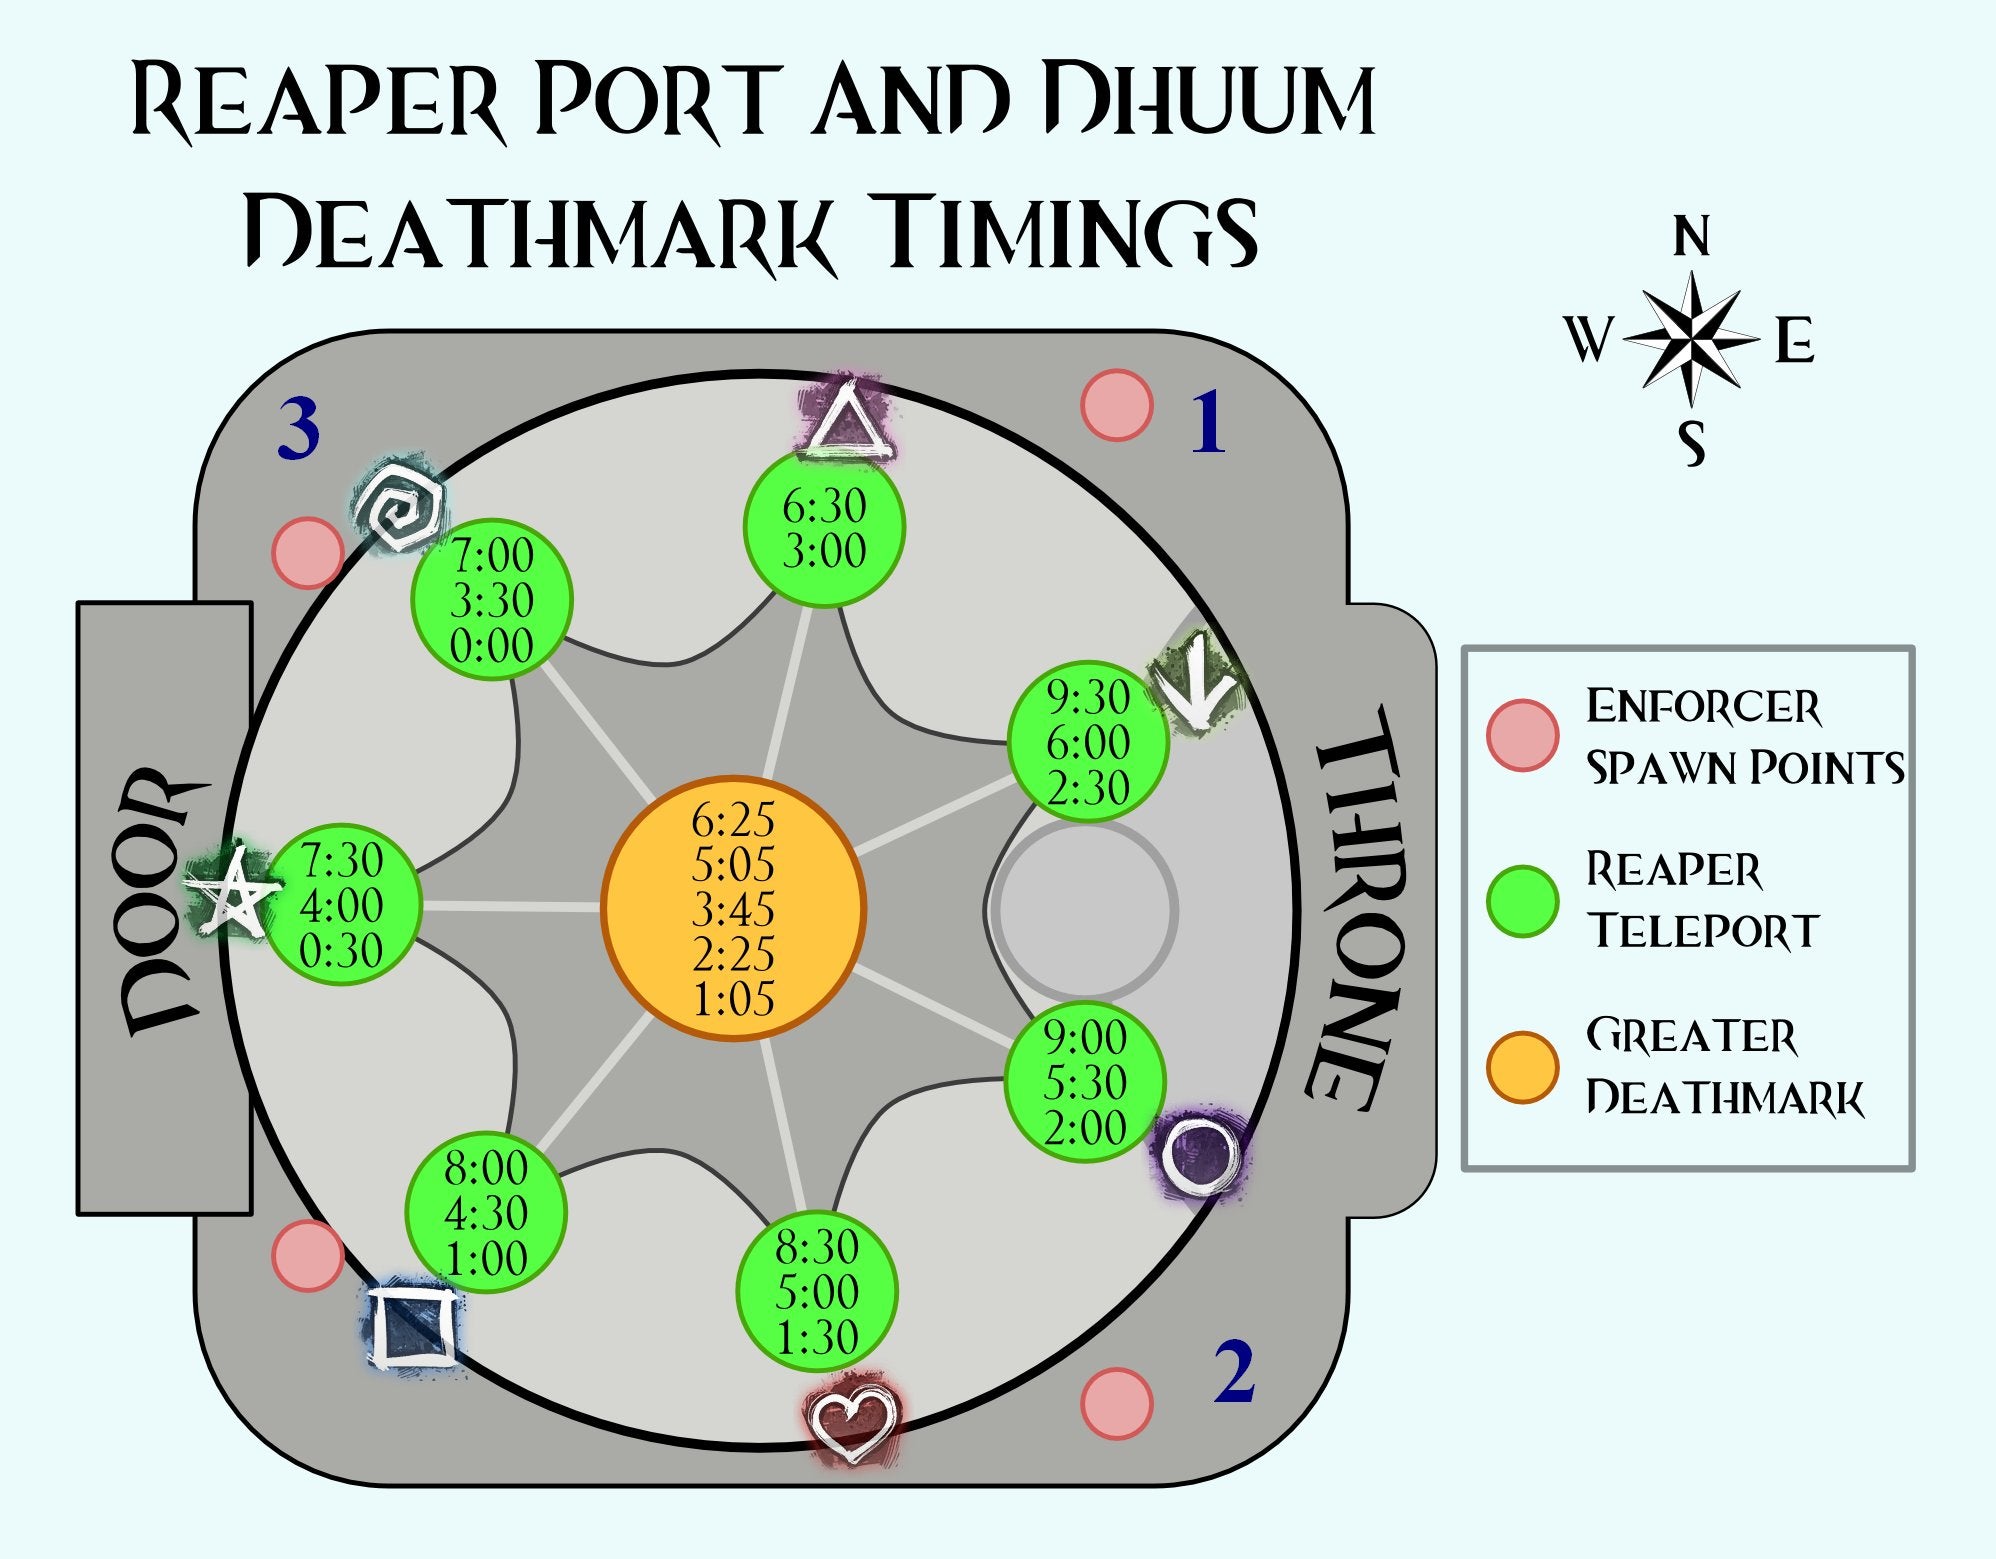 REAPER PORT AND DHUUM
DEATHMARK TIMINGS
N
W E
S
3
1
6:30
3:00
7:00
3:30
0:00
9:30
6:00
2:30
DOOR
7:30
4:00
0:30
6:25
5:05
3:45
2:25
1:05
THRONE
9:00
5:30
2:00
8:00
4:30
1:00
8:30
5:00
1:30
2
ENFORCER
SPAWN POINTS
REAPER
TELEPORT
GREATER
DEATHMARK